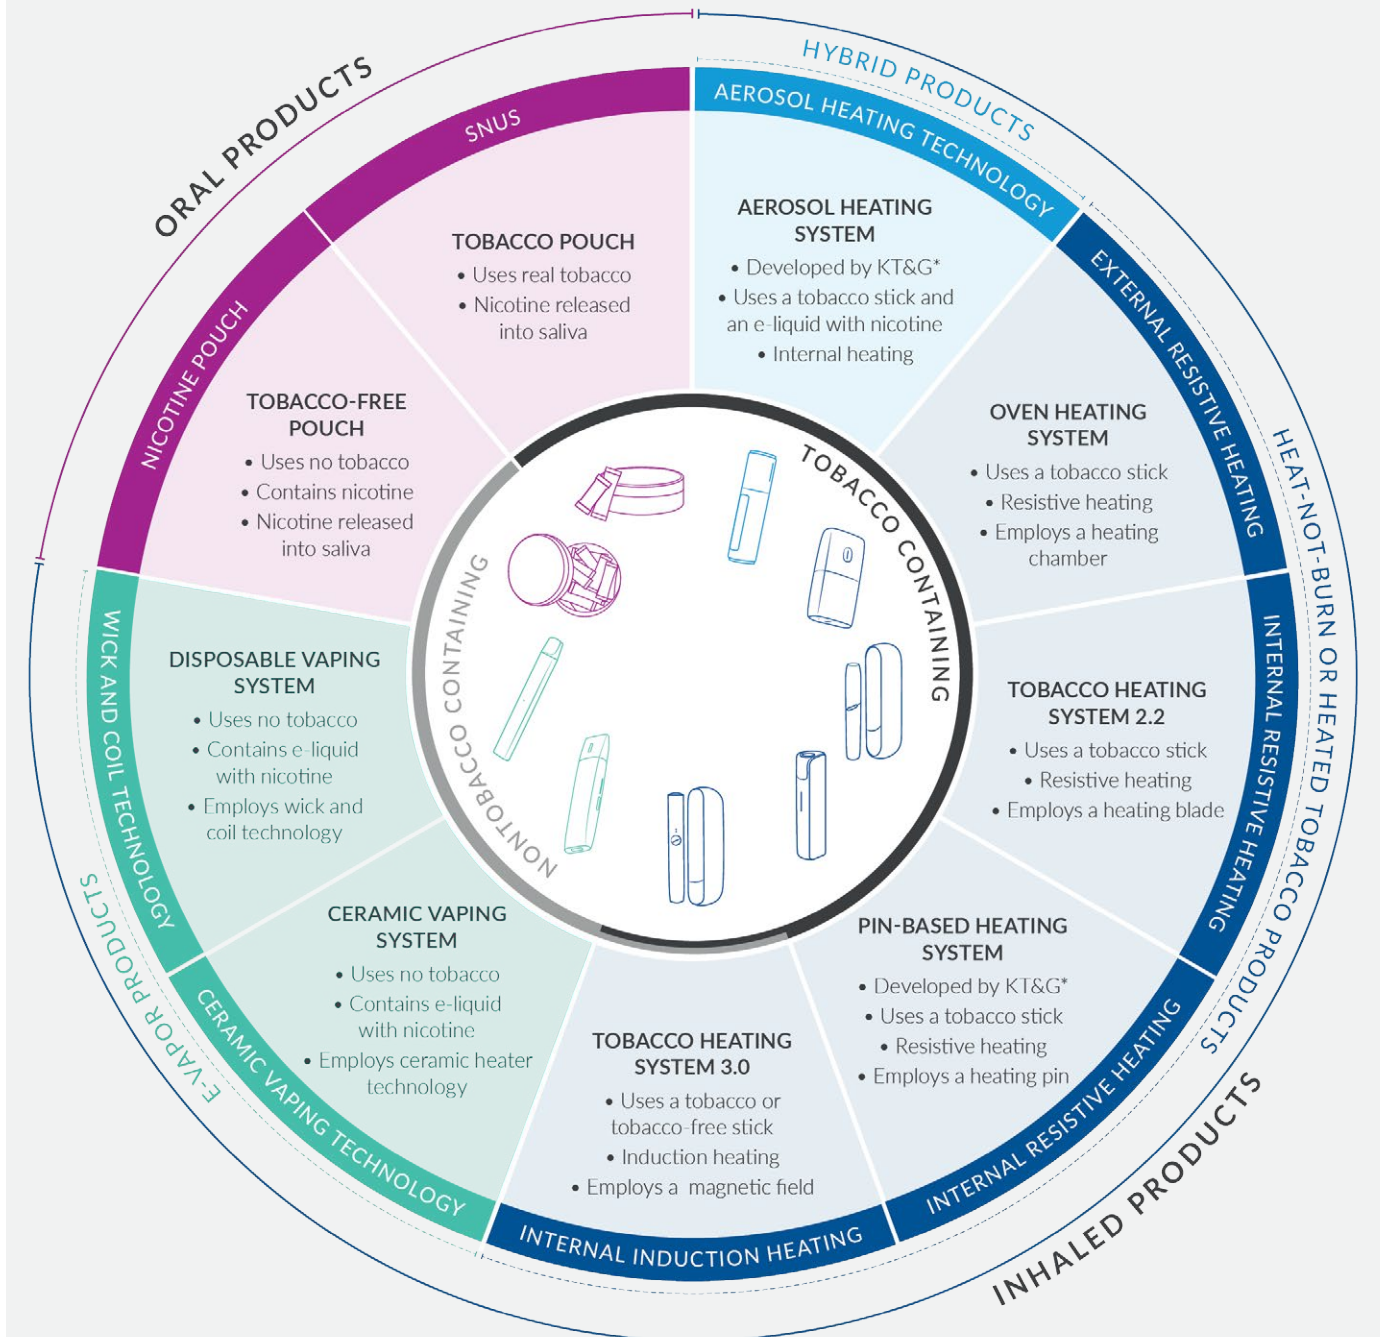 ORAL PRODUCTS
SNUS
TOBACCO POUCH
• Uses real tobacco
• Nicotine released
into saliva
NICOTINE POUCH
TOBACCO-FREE
POUCH
• Uses no tobacco
• Contains nicotine
• Nicotine released
into saliva
INHALED PRODUCTS
HYBRID PRODUCTS
AEROSOL HEATING TECHNOLOGY
AEROSOL HEATING
SYSTEM
• Developed by KT&G*
• Uses a tobacco stick and
an e-liquid with nicotine
• Internal heating
HEAT-NOT-BURN OR HEATED TOBACCO PRODUCTS
EXTERNAL RESISTIVE HEATING
OVEN HEATING
SYSTEM
• Uses a tobacco stick
• Resistive heating
• Employs a heating
chamber
INTERNAL RESISTIVE HEATING
TOBACCO HEATING
SYSTEM 2.2
• Uses a tobacco stick
• Resistive heating
• Employs a heating blade
INTERNAL RESISTIVE HEATING
PIN-BASED HEATING
SYSTEM
• Developed by KT&G*
• Uses a tobacco stick
• Resistive heating
• Employs a heating pin
INTERNAL INDUCTION HEATING
TOBACCO HEATING
SYSTEM 3.0
• Uses a tobacco or
tobacco-free stick
• Induction heating
• Employs a magnetic field
E-VAPOR PRODUCTS
CERAMIC VAPING TECHNOLOGY
CERAMIC VAPING
SYSTEM
• Uses no tobacco
• Contains e-liquid
with nicotine
• Employs ceramic heater
technology
WICK AND COIL TECHNOLOGY
DISPOSABLE VAPING
SYSTEM
• Uses no tobacco
• Contains e-liquid
with nicotine
• Employs wick and
coil technology
TOBACCO CONTAINING
NONTOBACCO CONTAINING